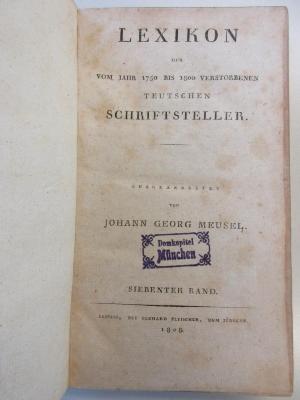 LEXIKON
DER
VOM JAHR 1750 BIS 1800 VERSTORBENEN
TEUTSCHEN
SCHRIFTSTELLER.
AUSGEARBEITET
VON
JOHANN GEORG MEUSEL.
Domkapitel
München
SIEBENTER BAND.
LEIPZIG, BEY GERHARD FLEISCHER, DEM JÜNGERN
1808.